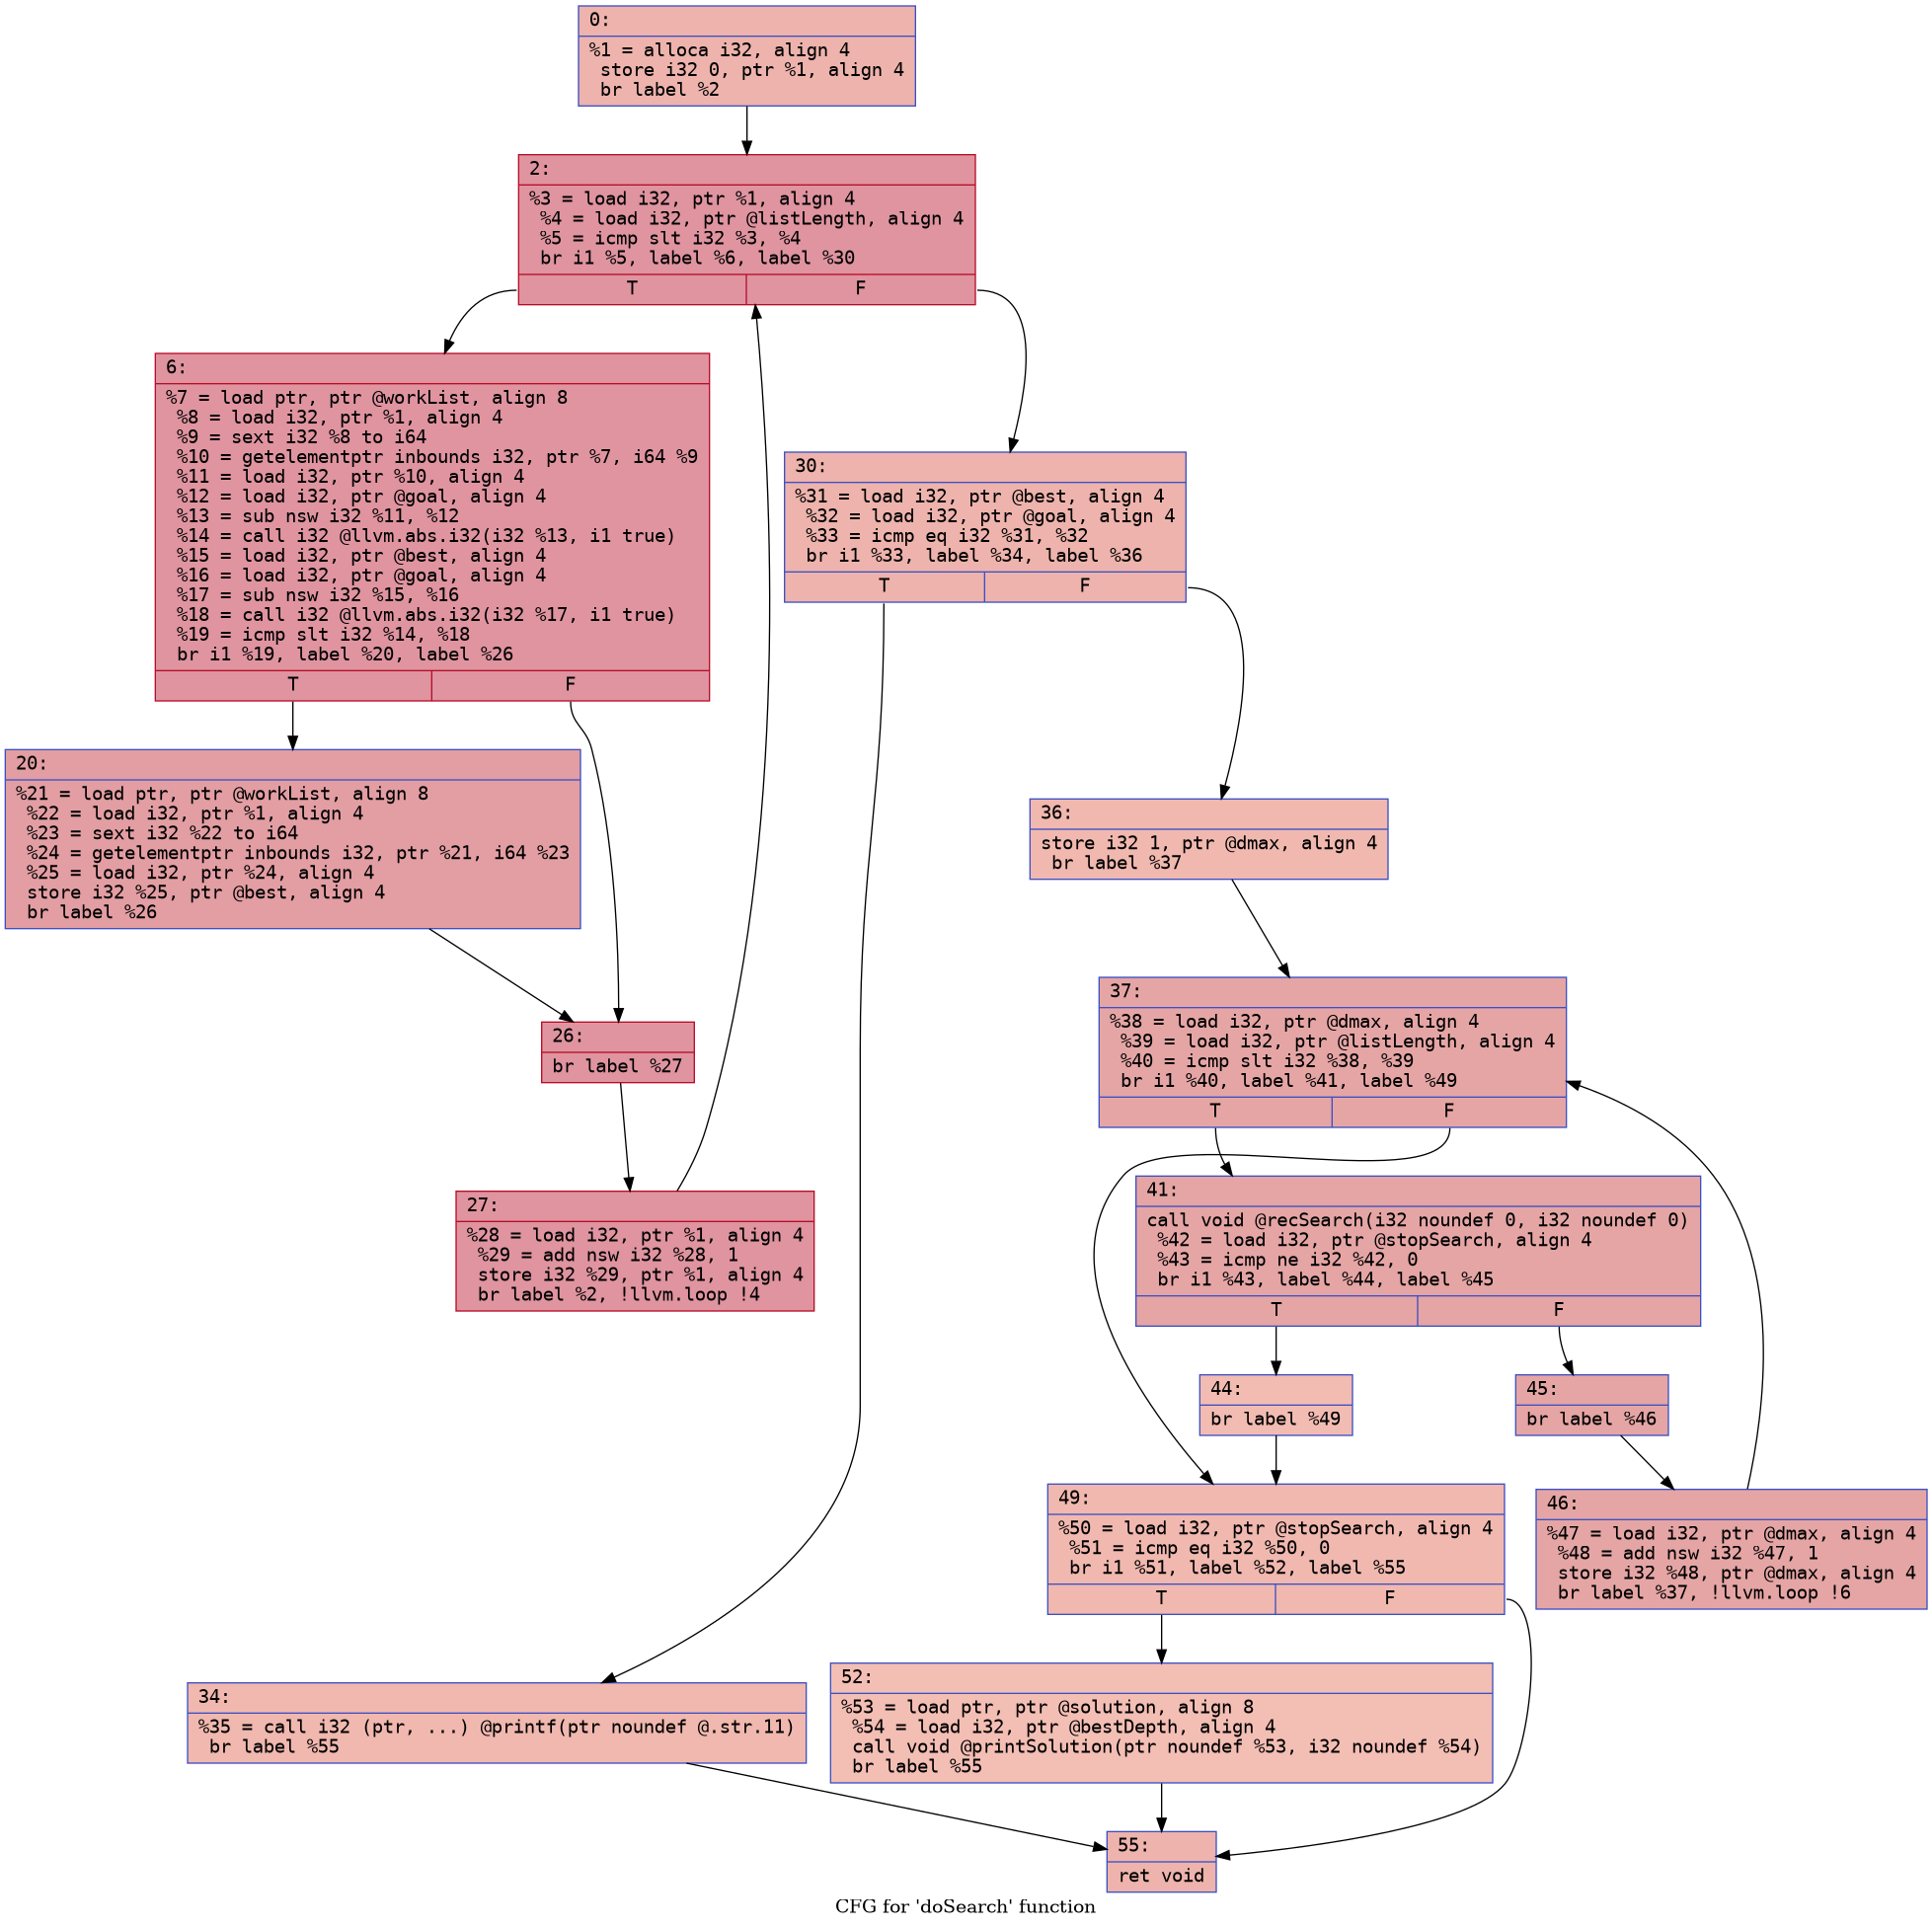 0:
%1 = alloca i32, align 4
store i32 0, ptr %1, align 4
br label %2
2:
%3 = load i32, ptr %1, align 4
%4 = load i32, ptr @listLength, align 4
%5 = icmp slt i32 %3, %4
br i1 %5, label %6, label %30
T F
6:
%7 = load ptr, ptr @workList, align 8
%8 = load i32, ptr %1, align 4
%9 = sext i32 %8 to i64
%10 = getelementptr inbounds i32, ptr %7, i64 %9
%11 = load i32, ptr %10, align 4
%12 = load i32, ptr @goal, align 4
%13 = sub nsw i32 %11, %12
%14 = call i32 @llvm.abs.i32(i32 %13, i1 true)
%15 = load i32, ptr @best, align 4
%16 = load i32, ptr @goal, align 4
%17 = sub nsw i32 %15, %16
%18 = call i32 @llvm.abs.i32(i32 %17, i1 true)
%19 = icmp slt i32 %14, %18
br i1 %19, label %20, label %26
T F
30:
%31 = load i32, ptr @best, align 4
%32 = load i32, ptr @goal, align 4
%33 = icmp eq i32 %31, %32
br i1 %33, label %34, label %36
T F
20:
%21 = load ptr, ptr @workList, align 8
%22 = load i32, ptr %1, align 4
%23 = sext i32 %22 to i64
%24 = getelementptr inbounds i32, ptr %21, i64 %23
%25 = load i32, ptr %24, align 4
store i32 %25, ptr @best, align 4
br label %26
36:
store i32 1, ptr @dmax, align 4
br label %37
26:
br label %27
37:
%38 = load i32, ptr @dmax, align 4
%39 = load i32, ptr @listLength, align 4
%40 = icmp slt i32 %38, %39
br i1 %40, label %41, label %49
T F
27:
%28 = load i32, ptr %1, align 4
%29 = add nsw i32 %28, 1
store i32 %29, ptr %1, align 4
br label %2, !llvm.loop !4
41:
call void @recSearch(i32 noundef 0, i32 noundef 0)
%42 = load i32, ptr @stopSearch, align 4
%43 = icmp ne i32 %42, 0
br i1 %43, label %44, label %45
T F
44:
br label %49
45:
br label %46
49:
%50 = load i32, ptr @stopSearch, align 4
%51 = icmp eq i32 %50, 0
br i1 %51, label %52, label %55
T F
46:
%47 = load i32, ptr @dmax, align 4
%48 = add nsw i32 %47, 1
store i32 %48, ptr @dmax, align 4
br label %37, !llvm.loop !6
34:
%35 = call i32 (ptr, ...) @printf(ptr noundef @.str.11)
br label %55
52:
%53 = load ptr, ptr @solution, align 8
%54 = load i32, ptr @bestDepth, align 4
call void @printSolution(ptr noundef %53, i32 noundef %54)
br label %55
55:
ret void
CFG for 'doSearch' function